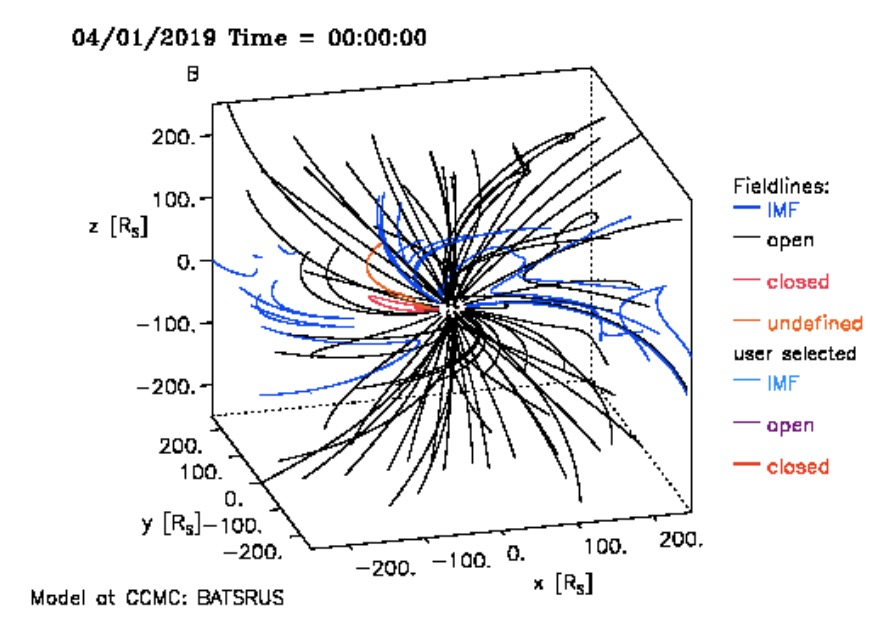 04/01/2019 Time = 00:00:00
B
200.
100.
z [RS]
0.
-100.
-200.
200.
100.
0.
y [RS]
-100.
-200.
-200.
-100.
0.
100.
200.
x [RS]
Fieldlines:
IMF
open
closed
undefined
user selected
IMF
open
closed
Model at CCMC: BATSRUS